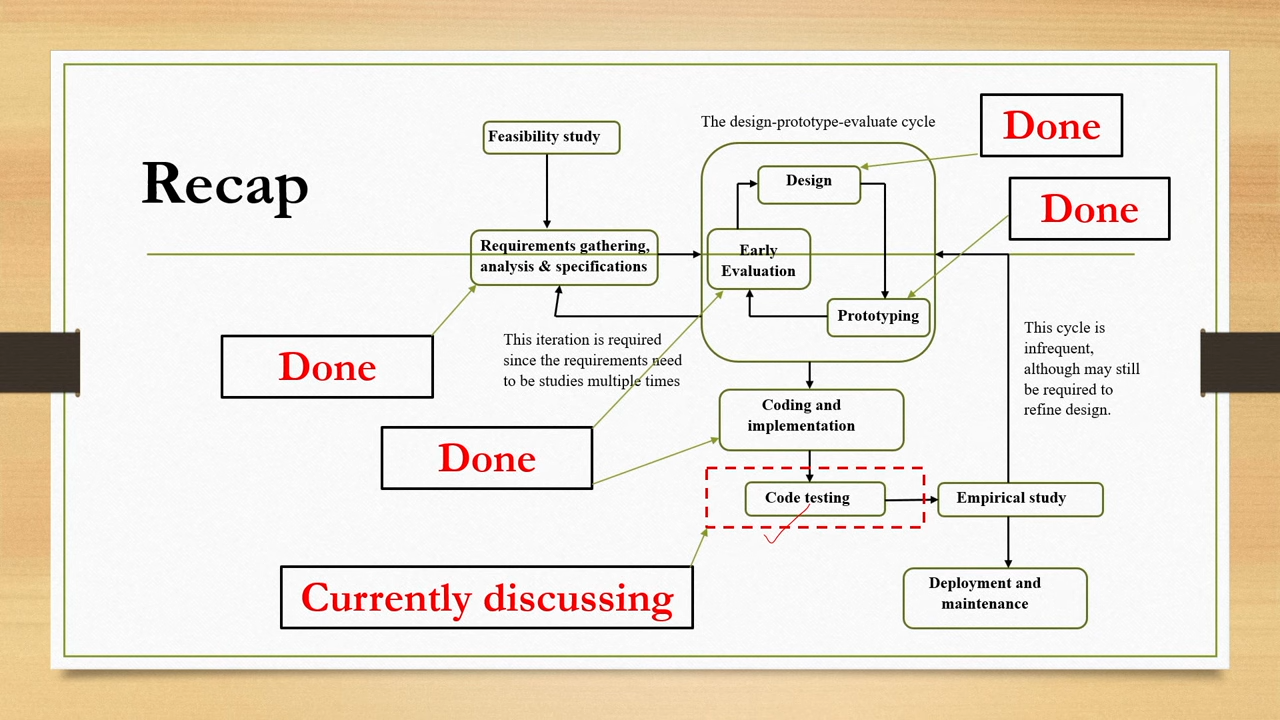 Recap
Feasibility study
The design-prototype-evaluate cycle
Done
Design
Done
Requirements gathering,
analysis & specifications
Early
Evaluation
Prototyping
This iteration is required
since the requirements need
to be studies multiple times
This cycle is
infrequent,
although may still
be required to
refine design.
Done
Coding and
implementation
Done
Code testing
Empirical study
Currently discussing
Deployment and
maintenance